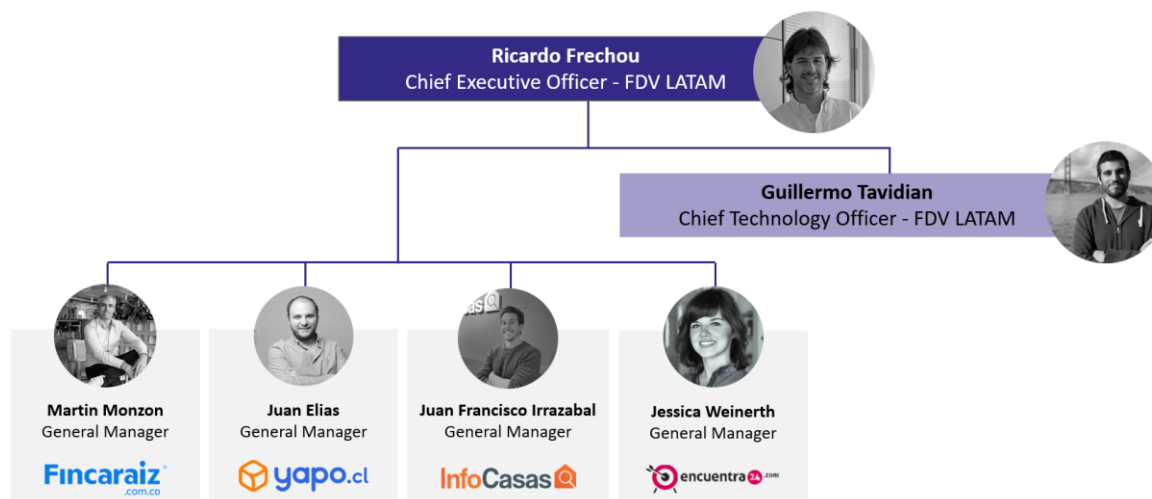 Ricardo Frechou
Chief Executive Officer - FDV LATAM
Guillermo Tavidian
Chief Technology Officer - FDV LATAM
as
Martin Monzon
General Manager
Fincaraiz
.com.co
Juan Elias
General Manager
yapo.cl
Juan Francisco Irrazabal
General Manager
InfoCasas
Jessica Weinerth
General Manager
encuentra24.com